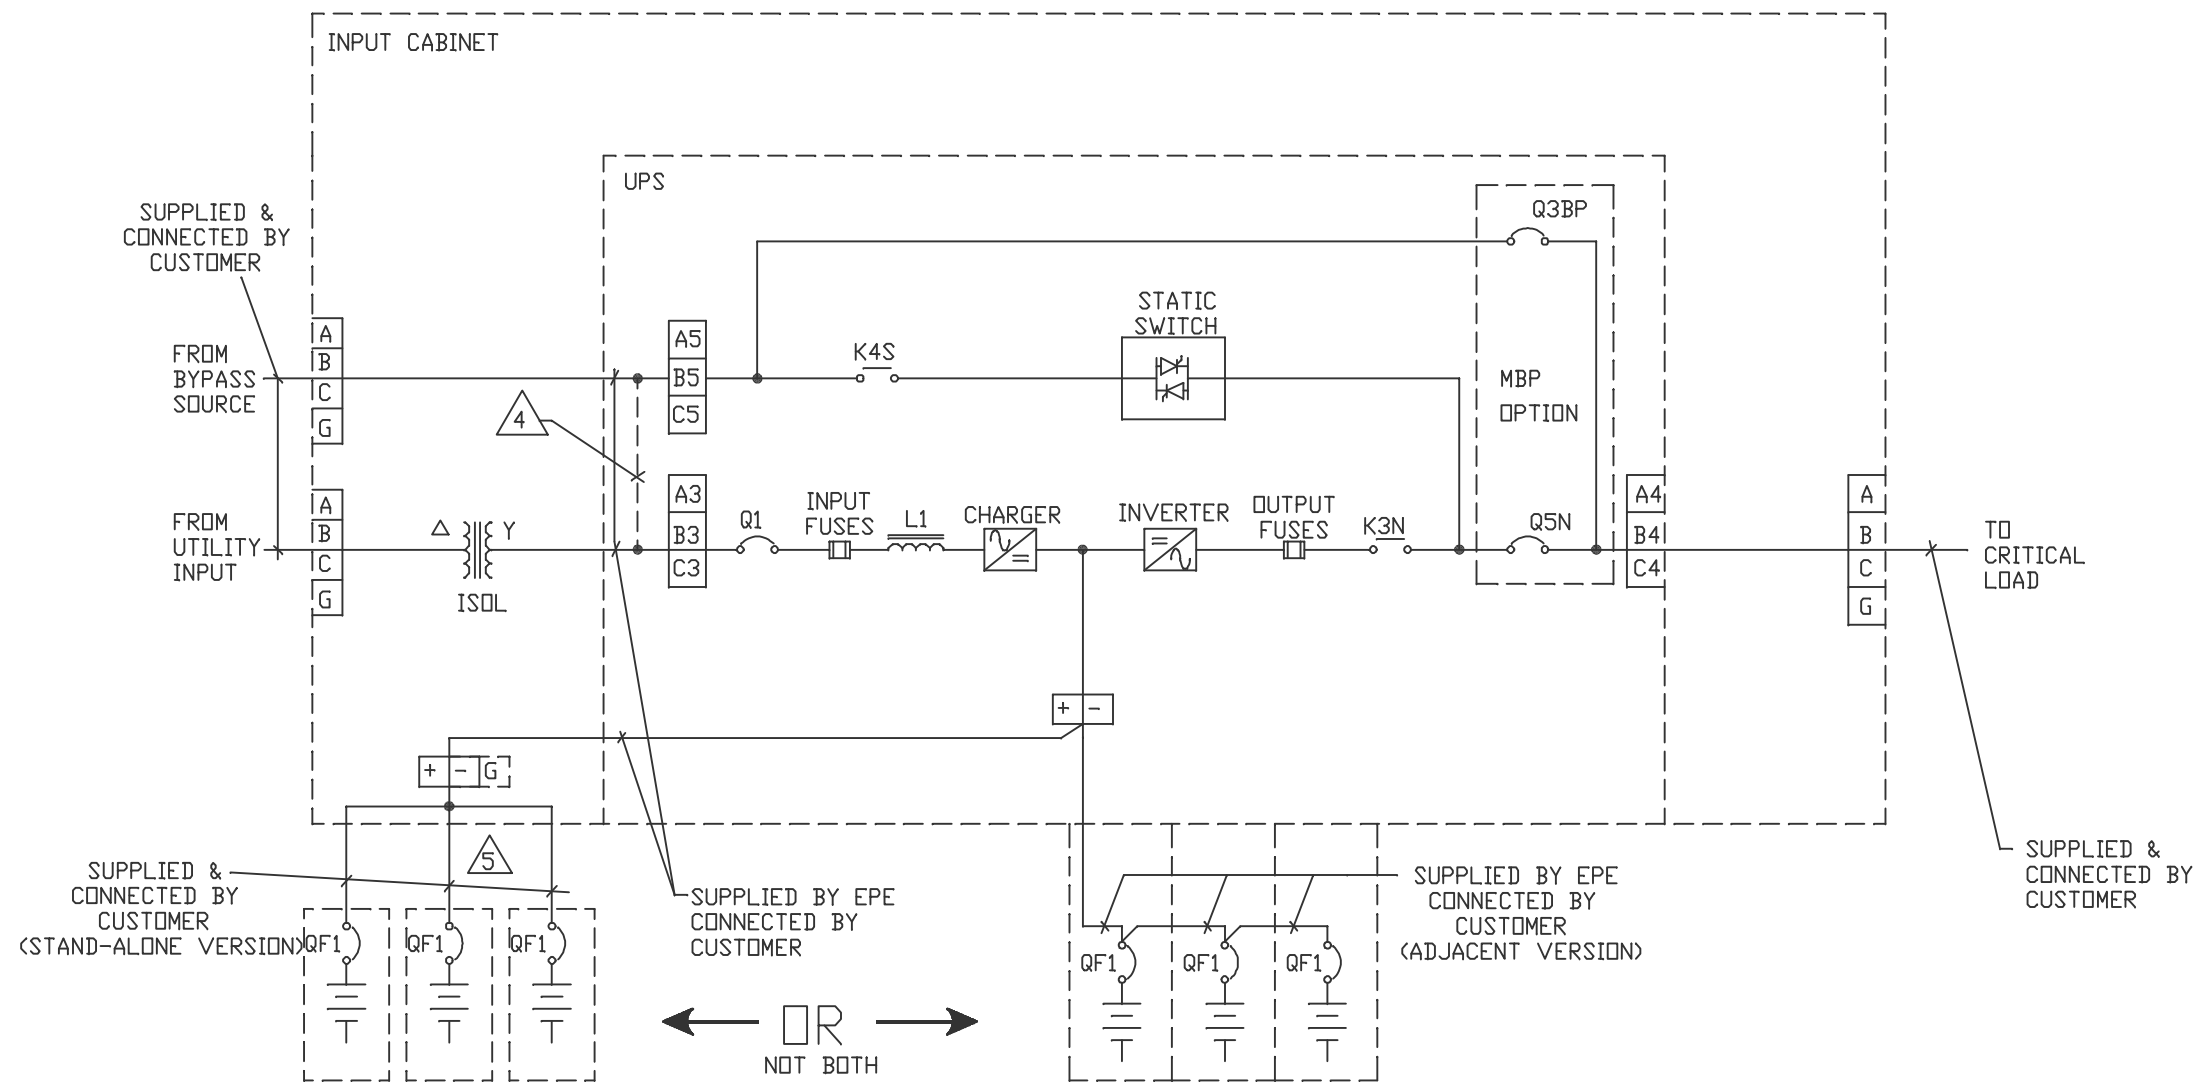 INPUT CABINET
UPS
Q3BP
SUPPLIED &
CONNECTED BY
CUSTOMER
STATIC
SWITCH
FROM
BYPASS
SOURCE
A
B
C
G
A5
B5
C5
K4S
MBP
OPTION
4
FROM
UTILITY
INPUT
A
B
C
G
Y
ISOL
A3
B3
C3
Q1
INPUT
FUSES
L1
CHARGER
INVERTER
OUTPUT
FUSES
K3N
Q5N
A4
B4
C4
A
B
C
G
TO
CRITICAL
LOAD
+ -
+ - G
5
SUPPLIED &
CONNECTED BY
CUSTOMER
(STAND-ALONE VERSION)
QF1
QF1
QF1
SUPPLIED BY EPE
CONNECTED BY
CUSTOMER
QF1
QF1
QF1
SUPPLIED BY EPE
CONNECTED BY
CUSTOMER
(ADJACENT VERSION)
SUPPLIED &
CONNECTED BY
CUSTOMER
OR
NOT BOTH